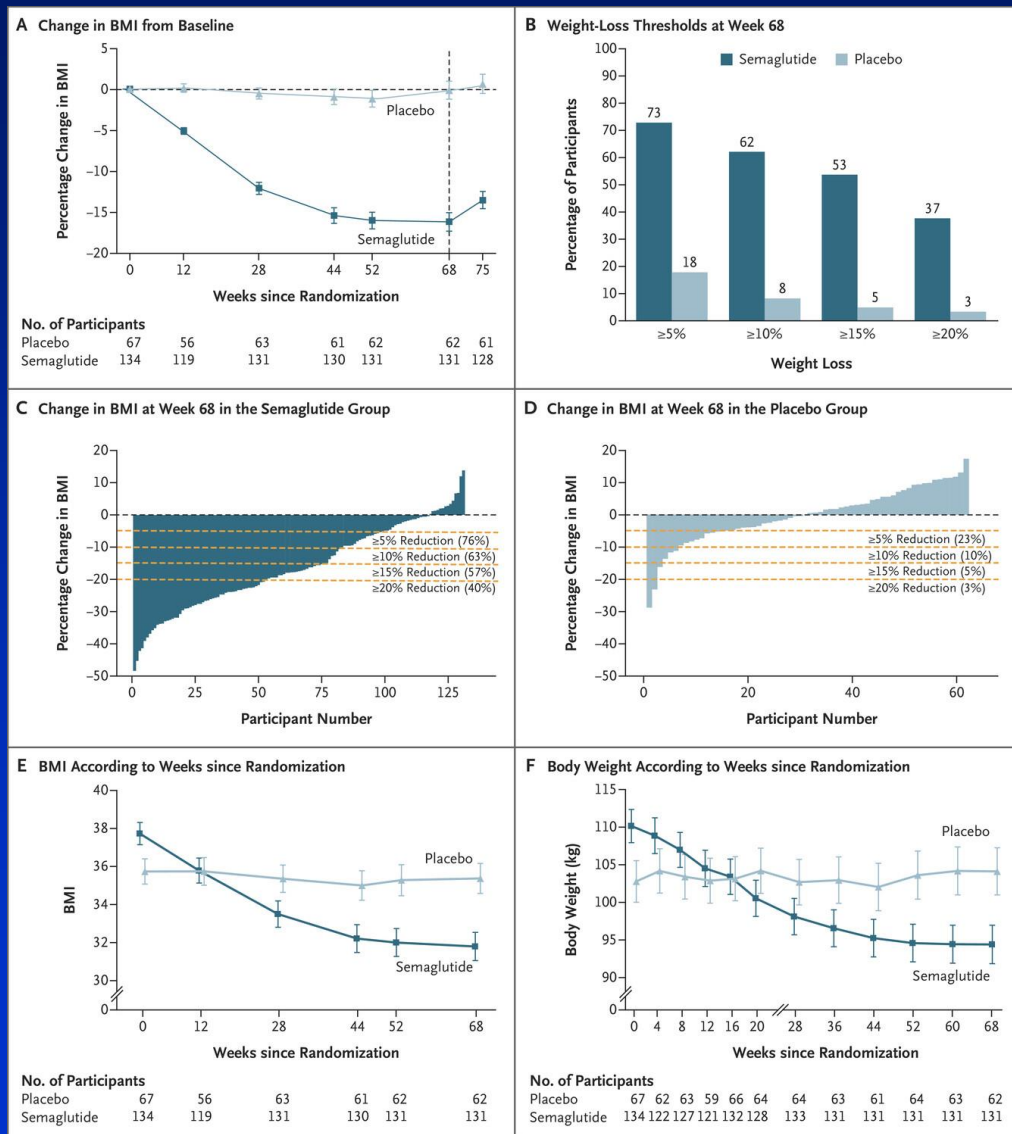 A Change in BMI from Baseline
Percentage Change in BMI
5
0
−5
−10
−15
−20
Placebo
Semaglutide
0 12 28 44 52 68 75
Weeks since Randomization
No. of Participants
Placebo 67 56 63 61 62 62 61
Semaglutide 134 119 131 130 131 131 128
B Weight-Loss Thresholds at Week 68
Percentage of Participants
100
90
80
70
60
50
40
30
20
10
0
Semaglutide Placebo
73 18 62 8 53 5 37 3
≥5% ≥10% ≥15% ≥20%
Weight Loss
C Change in BMI at Week 68 in the Semaglutide Group
Percentage Change in BMI
20
10
0
−10
−20
−30
−40
−50
≥5% Reduction (76%)
≥10% Reduction (63%)
≥15% Reduction (57%)
≥20% Reduction (40%)
0 25 50 75 100 125
Participant Number
D Change in BMI at Week 68 in the Placebo Group
Percentage Change in BMI
20
10
0
−10
−20
−30
−40
−50
≥5% Reduction (23%)
≥10% Reduction (10%)
≥15% Reduction (5%)
≥20% Reduction (3%)
0 20 40 60
Participant Number
E BMI According to Weeks since Randomization
BMI
40
38
36
34
32
30
0
Placebo
Semaglutide
0 12 28 44 52 68
Weeks since Randomization
No. of Participants
Placebo 67 56 63 61 62 62
Semaglutide 134 119 131 130 131 131
F Body Weight According to Weeks since Randomization
Body Weight (kg)
115
110
105
100
95
90
0
Placebo
Semaglutide
0 4 8 12 16 20 28 36 44 52 60 68
Weeks since Randomization
No. of Participants
Placebo 67 62 63 59 66 64 64 63 61 64 63 62
Semaglutide 134 122 127 121 132 128 133 131 131 131 131 131